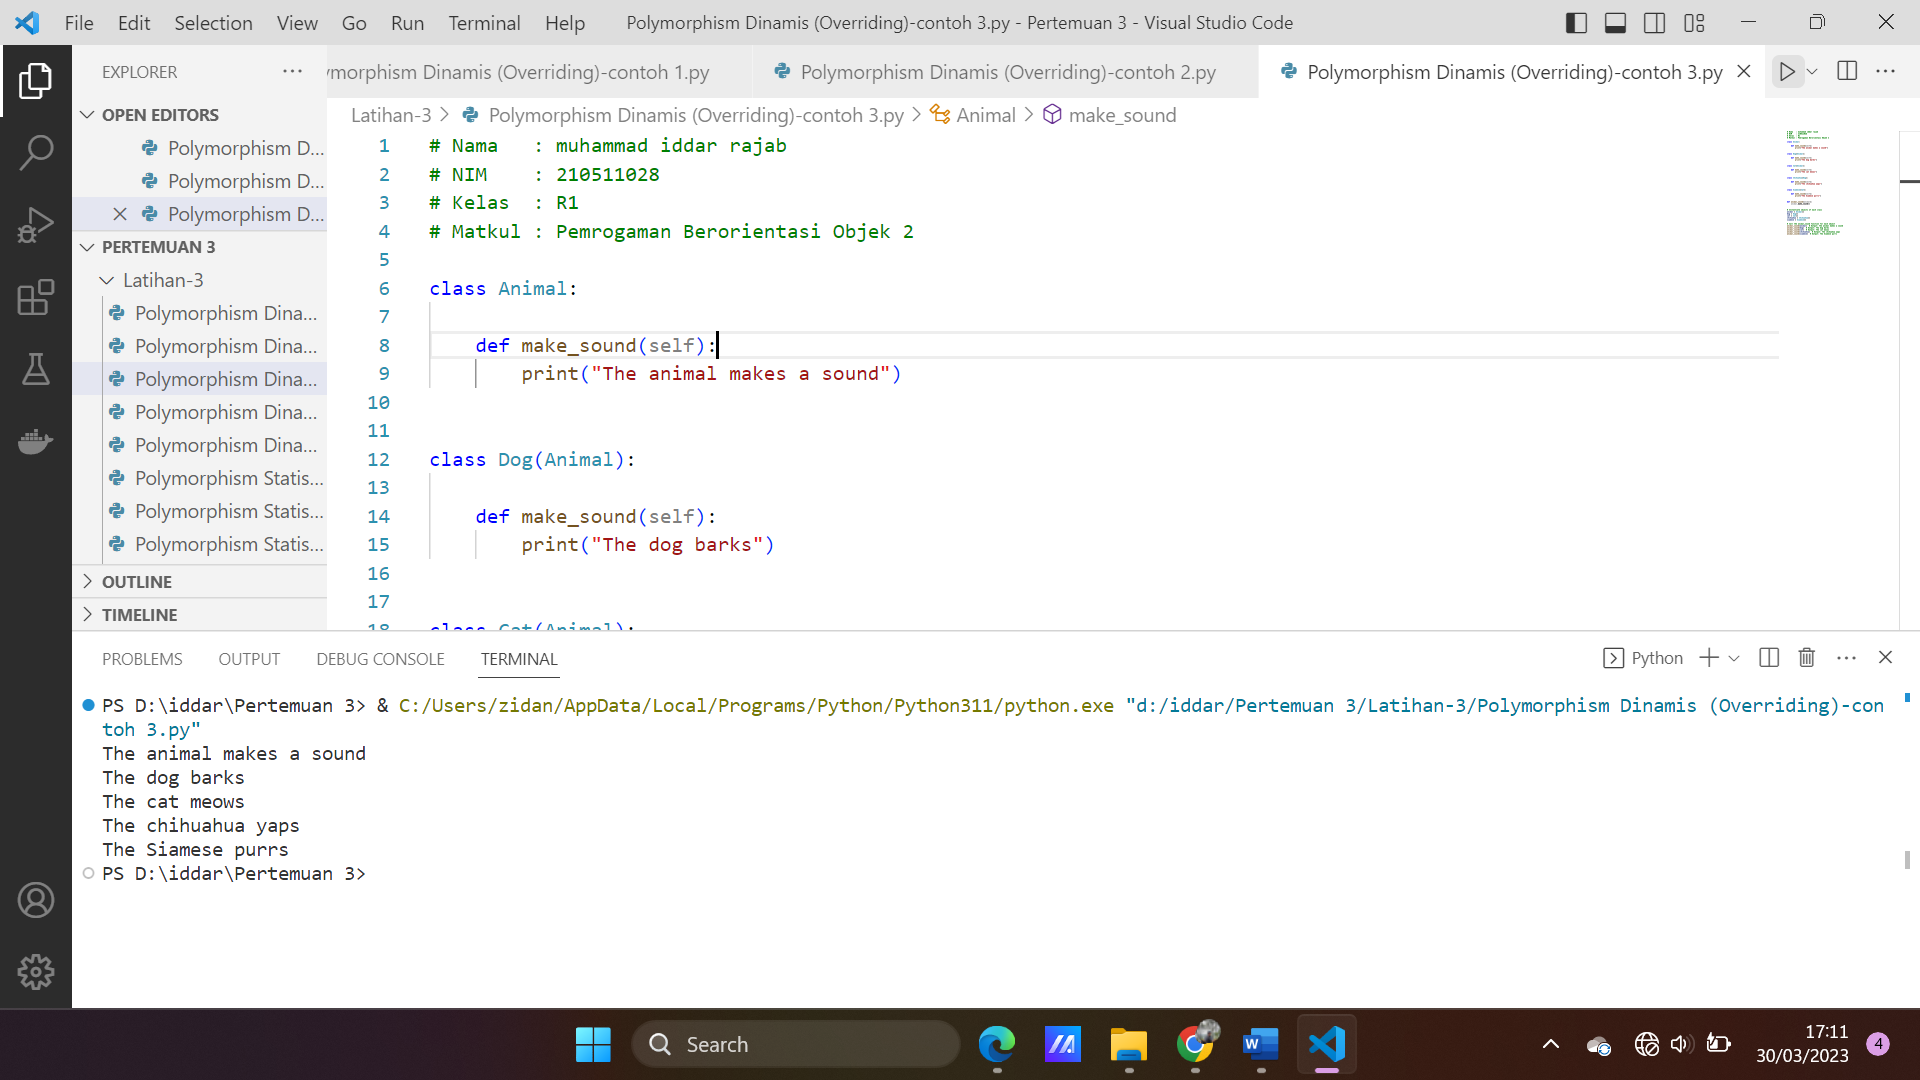 File Edit Selection View Go Run Terminal Help
Polymorphism Dinamis (Overriding)-contoh 3.py - Pertemuan 3 - Visual Studio Code
EXPLORER
morphism Dinamis (Overriding)-contoh 1.py
Polymorphism Dinamis (Overriding)-contoh 2.py
Polymorphism Dinamis (Overriding)-contoh 3.py
OPEN EDITORS
Polymorphism D...
Polymorphism D...
Polymorphism D...
PERTEMUAN 3
Latihan-3
Polymorphism Dina...
Polymorphism Dina...
Polymorphism Dina...
Polymorphism Dina...
Polymorphism Dina...
Polymorphism Statis...
Polymorphism Statis...
Polymorphism Statis...
OUTLINE
TIMELINE
Latihan-3 > Polymorphism Dinamis (Overriding)-contoh 3.py > Animal > make_sound
1 # Nama   : muhammad iddar rajab
2 # NIM    : 210511028
3 # Kelas  : R1
4 # Matkul : Pemrogaman Berorientasi Objek 2
5
6 class Animal:
7
8     def make_sound(self):
9         print("The animal makes a sound")
10
11
12 class Dog(Animal):
13
14     def make_sound(self):
15         print("The dog barks")
16
17
18 class Cat(Animal):
PROBLEMS OUTPUT DEBUG CONSOLE TERMINAL
Python
PS D:\iddar\Pertemuan 3> & C:/Users/zidan/AppData/Local/Programs/Python/Python311/python.exe "d:/iddar/Pertemuan 3/Latihan-3/Polymorphism Dinamis (Overriding)-con
toh 3.py"
The animal makes a sound
The dog barks
The cat meows
The chihuahua yaps
The Siamese purrs
PS D:\iddar\Pertemuan 3>
Search
17:11
30/03/2023
4